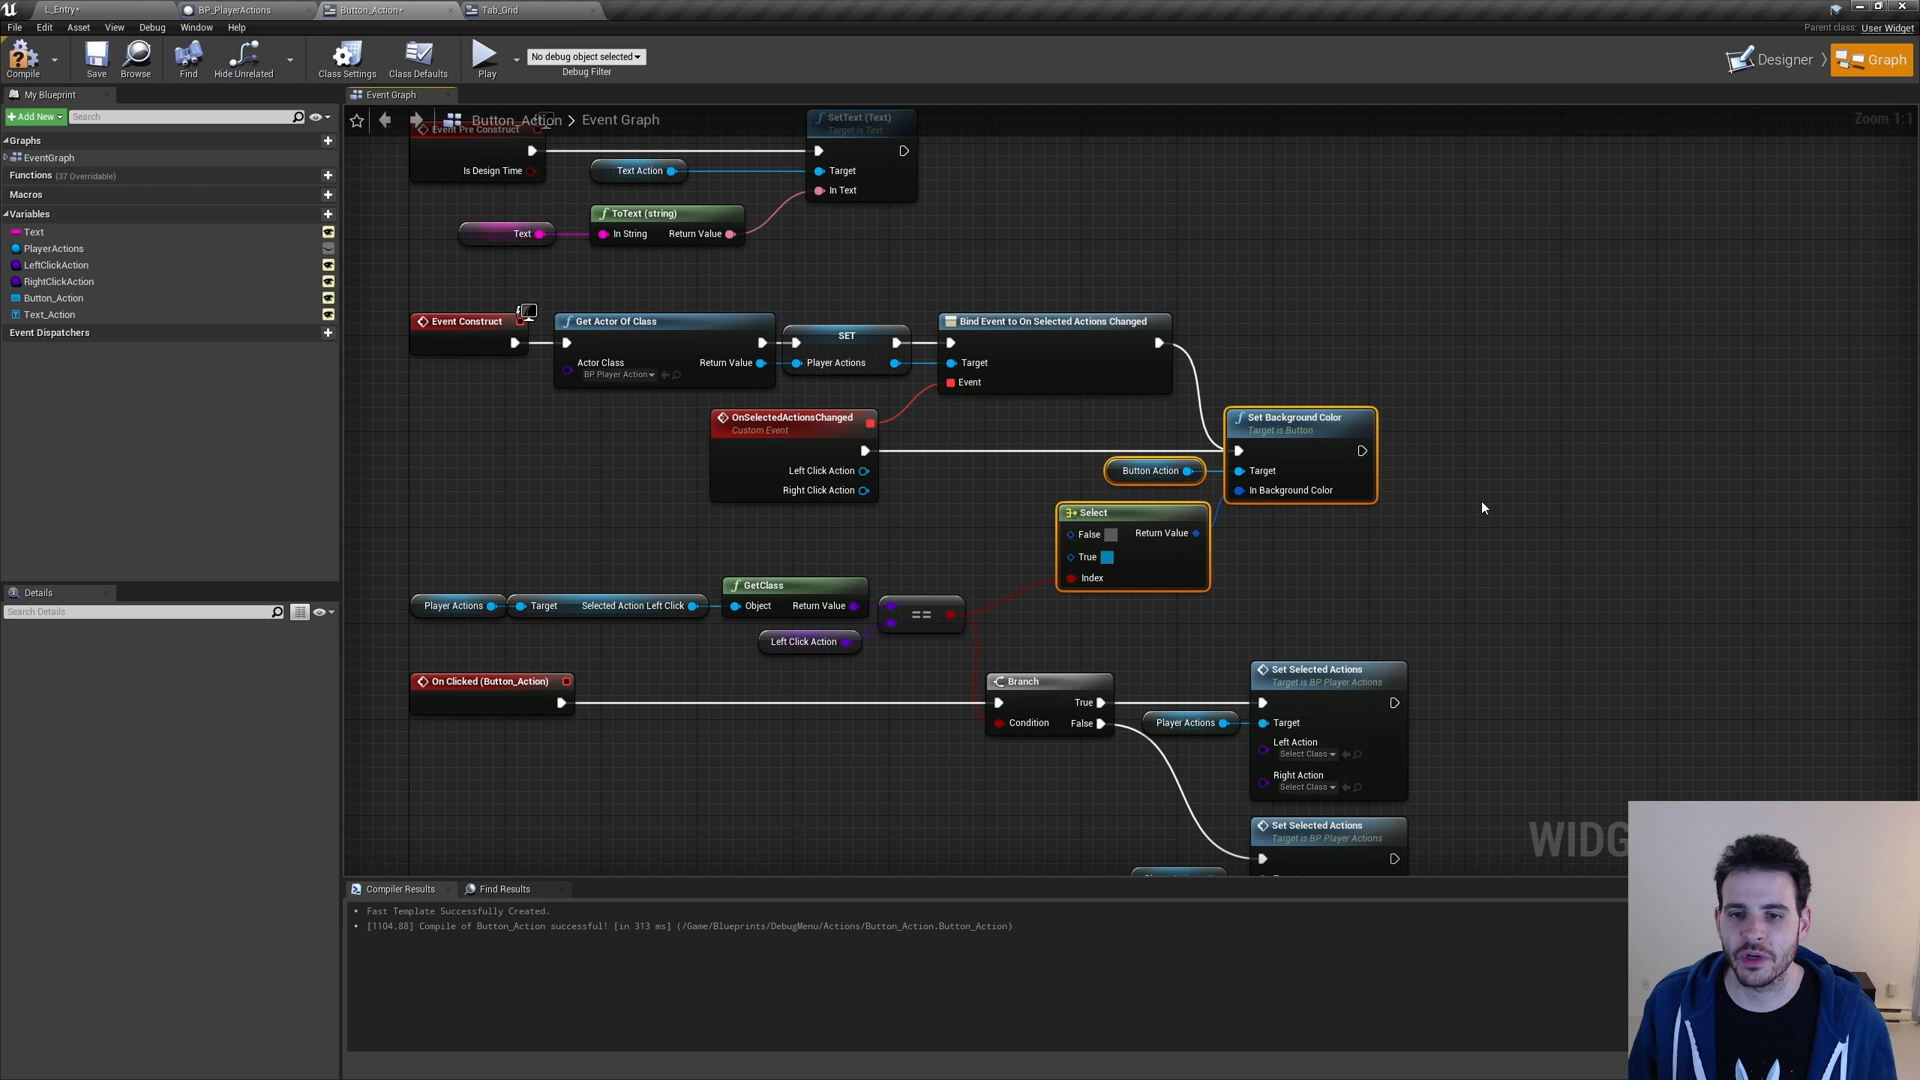 L_Entry*
BP_PlayerActions
Button_Action*
Tab_Grid
File Edit Asset View Debug Window Help
Parent class: User Widget
Compile
Save
Browse
Find
Hide Unrelated
Class Settings
Class Defaults
Play
No debug object selected
Debug Filter
Designer
Graph
My Blueprint
+Add New
Search
Graphs
EventGraph
Functions (37 Overridable)
Macros
Variables
Text
PlayerActions
LeftClickAction
RightClickAction
Button_Action
Text_Action
Event Dispatchers
Details
Search Details
Event Graph
Button_Action > Event Graph
Zoom 1:1
Event Pre Construct
Is Design Time
Text Action
SetText (Text)
Target is Text
Target
In Text
Text
ToText (string)
In String Return Value
Event Construct
Get Actor Of Class
Actor Class
BP Player Action
Return Value
SET
Player Actions
Bind Event to On Selected Actions Changed
Target
Event
OnSelectedActionsChanged
Custom Event
Left Click Action
Right Click Action
Button Action
Set Background Color
Target is Button
Target
In Background Color
Select
False
Return Value
True
Index
Player Actions
Target Selected Action Left Click
GetClass
Object Return Value
==
Left Click Action
On Clicked (Button_Action)
Branch
True
Condition False
Player Actions
Set Selected Actions
Target is BP Player Actions
Target
Left Action
Select Class
Right Action
Select Class
Set Selected Actions
Target is BP Player Actions
WIDG
Compiler Results
Find Results
Fast Template Successfully Created.
[1104.88] Compile of Button_Action successful! [in 313 ms] (/Game/Blueprints/DebugMenu/Actions/Button_Action.Button_Action)